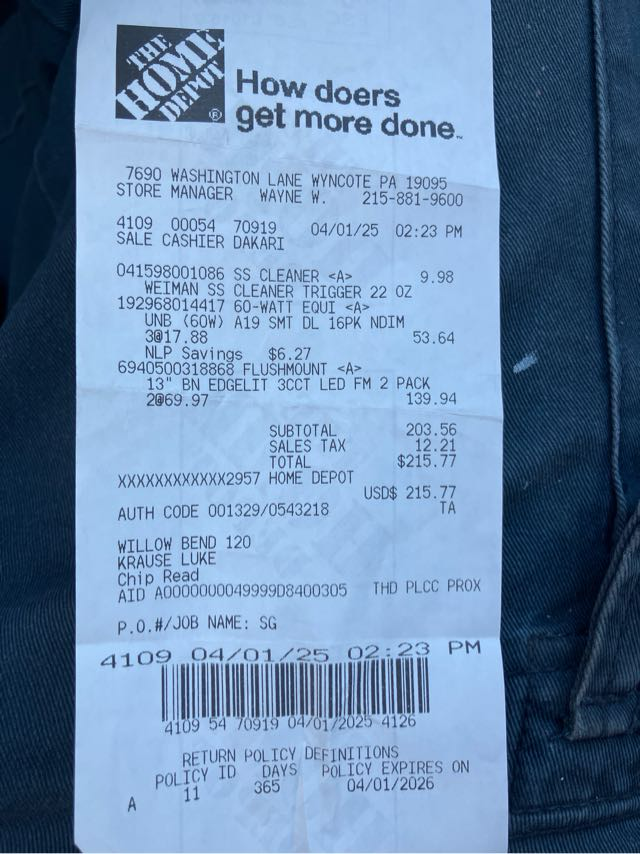 THE
HOME
DEPOT
®
How doers
get more done™
7690 WASHINGTON LANE WYNCOTE PA 19095
STORE MANAGER WAYNE W. 215-881-9600
4109 00054 70919 04/01/25 02:23 PM
SALE CASHIER DAKARI
041598001086 SS CLEANER <A> 9.98
WEIMAN SS CLEANER TRIGGER 22 OZ
192968014417 60-WATT EQUI <A>
UNB (60W) A19 SMT DL 16PK NDIM
3@17.88 53.64
NLP Savings $6.27
6940500318868 FLUSHMOUNT <A>
13" BN EDGELIT 3CCT LED FM 2 PACK
2@69.97 139.94
SUBTOTAL 203.56
SALES TAX 12.21
TOTAL $215.77
XXXXXXXXXXXX2957 HOME DEPOT
USD$ 215.77
AUTH CODE 001329/0543218 TA
WILLOW BEND 120
KRAUSE LUKE
Chip Read
AID A0000000049999D8400305 THD PLCC PROX
P.O.#/JOB NAME: SG
4109 04/01/25 02:23 PM
4109 54 70919 04/01/2025 4126
RETURN POLICY DEFINITIONS
POLICY ID DAYS POLICY EXPIRES ON
A 11 365 04/01/2026